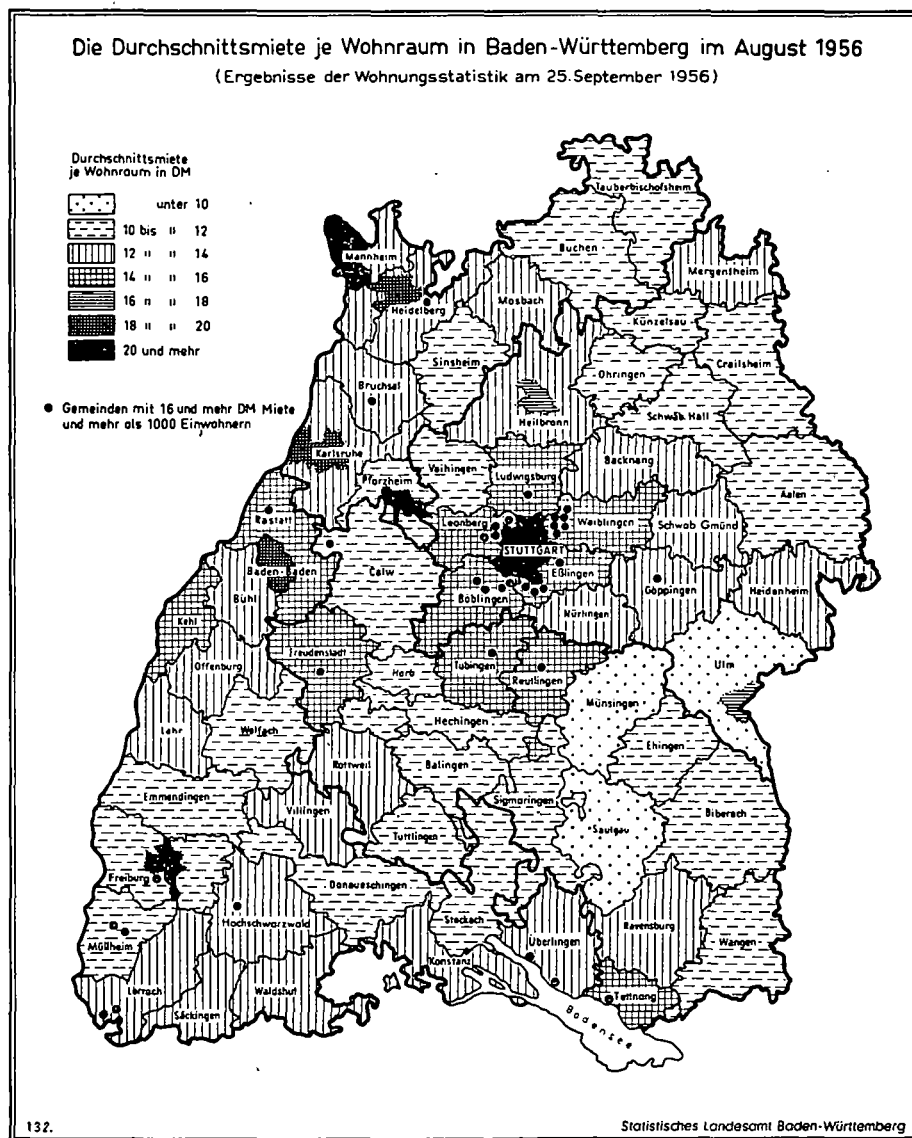 Die Durchschnittsmiete je Wohnraum in Baden-Württemberg im August 1956
(Ergebnisse der Wohnungsstatistik am 25. September 1956)
Durchschnittsmiete
je Wohnraum in DM
unter 10
10 bis " 12
12 " " 14
14 " " 16
16 " " 18
18 " " 20
20 und mehr
Gemeinden mit 16 und mehr DM Miete
und mehr als 1000 Einwohnern
Tauberbischofsheim
Buchen
Mannheim
Mergentheim
Heidelberg
Mosbach
Künzelsau
Sinsheim
Öhringen
Crailsheim
Bruchsal
Heilbronn
Schwäb Hall
Karlsruhe
Vaihingen
Ludwigsburg
Backnang
Pforzheim
Aalen
Rastatt
Leonberg
Waiblingen
Schwäb Gmünd
STUTTGART
Baden-Baden
Calw
Eßlingen
Bühl
Böblingen
Göppingen
Heidenheim
Kehl
Nürtingen
Freudenstadt
Offenburg
Horb
Tübingen
Reutlingen
Ulm
Münsingen
Lahr
Wolfach
Hechingen
Ehingen
Rottweil
Balingen
Emmendingen
Villingen
Sigmaringen
Biberach
Tuttlingen
Saulgau
Freiburg
Donaueschingen
Hochschwarzwald
Stockach
Überlingen
Ravensburg
Wangen
Müllheim
Konstanz
Lörrach
Waldshut
Säckingen
Tettnang
Bodensee
132.
Statistisches Landesamt Baden-Württemberg